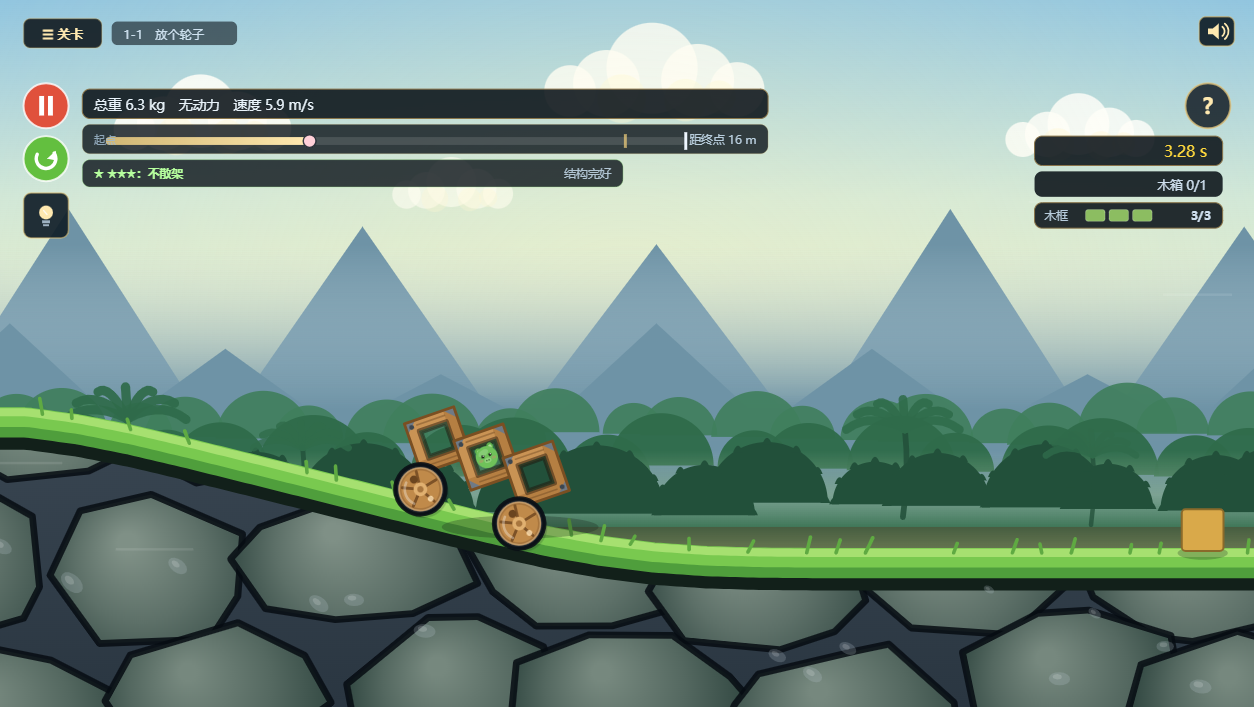 ☰ 关卡
1-1 放个轮子
总重 6.3 kg 无动力 速度 5.9 m/s
起点
距终点 16 m
★ ★★★: 不散架
结构完好
?
3.28 s
木箱 0/1
木框 3/3